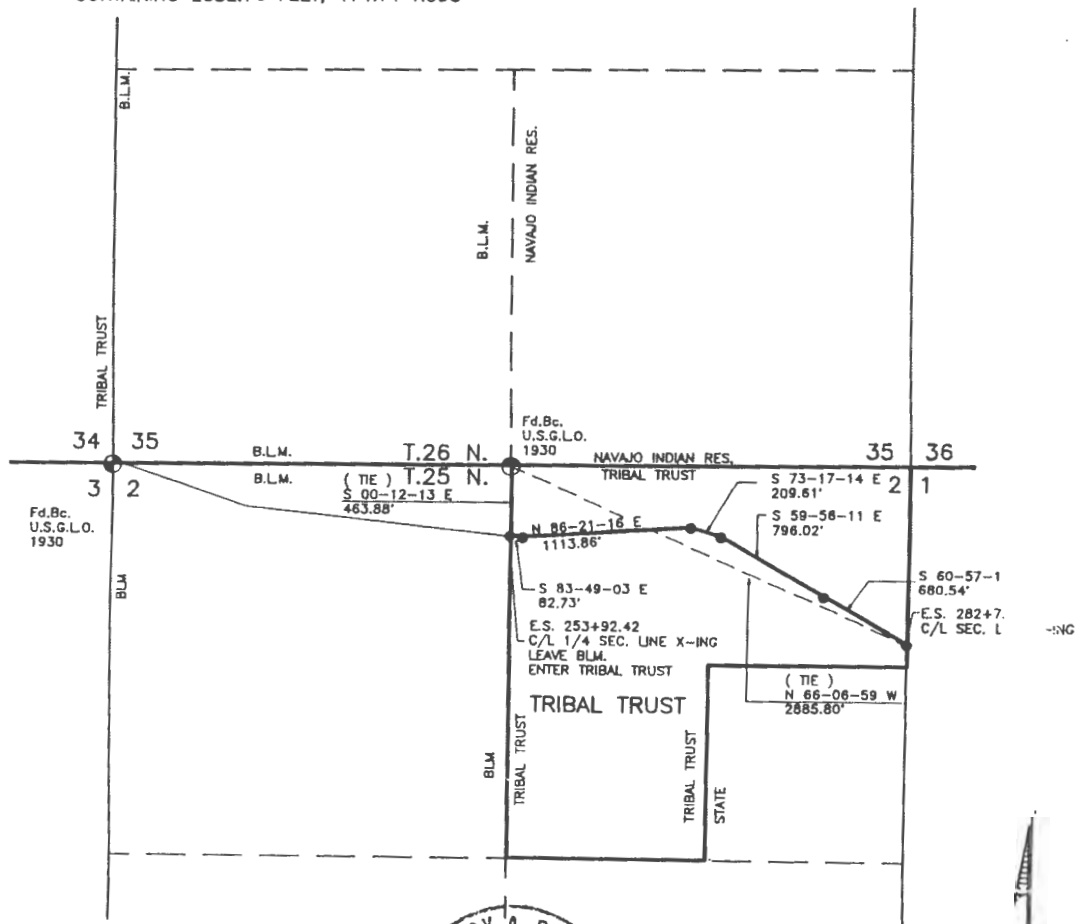 B.L.M.
B.L.M.
NAVAJO INDIAN RES.
TRIBAL TRUST
34 35
3 2
Fd.Bc.
U.S.G.L.O.
1930
BLM
B.L.M.
B.L.M.
T.26 N.
T.25 N.
Fd.Bc.
U.S.G.L.O.
1930
NAVAJO INDIAN RES.
TRIBAL TRUST
35 36
2 1
( TIE )
S 00-12-13 E
463.88'
N 86-21-16 E
1113.86'
S 73-17-14 E
209.61'
S 59-56-11 E
796.02'
S 60-57-1
680.54'
E.S. 282+7.
C/L SEC. L -ING
S 83-49-03 E
82.73'
E.S. 253+92.42
C/L 1/4 SEC. LINE X-ING
LEAVE BLM.
ENTER TRIBAL TRUST
TRIBAL TRUST
( TIE )
N 66-06-59 W
2885.80'
BLM
TRIBAL TRUST
TRIBAL TRUST
STATE